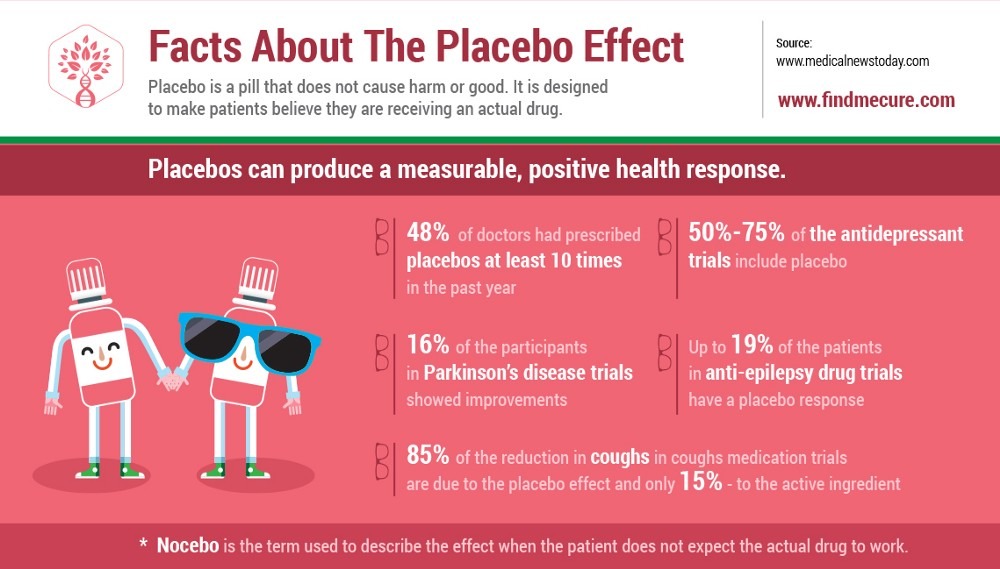 Facts About The Placebo Effect
Placebo is a pill that does not cause harm or good. It is designed
to make patients believe they are receiving an actual drug.
Source:
www.medicalnewstoday.com
www.findmecure.com
Placebos can produce a measurable, positive health response.
48% of doctors had prescribed
placebos at least 10 times
in the past year
50%-75% of the antidepressant
trials include placebo
16% of the participants
in Parkinson's disease trials
showed improvements
Up to 19% of the patients
in anti-epilepsy drug trials
have a placebo response
85% of the reduction in coughs in coughs medication trials
are due to the placebo effect and only 15% - to the active ingredient
* Nocebo is the term used to describe the effect when the patient does not expect the actual drug to work.